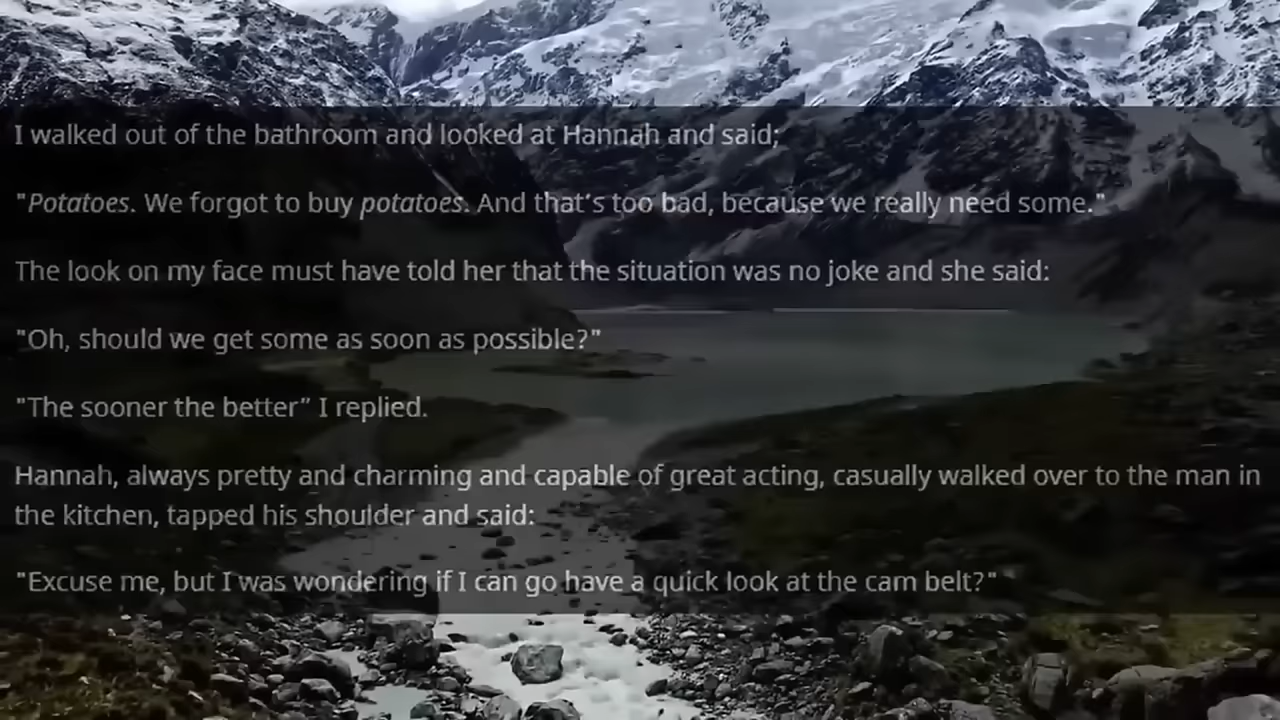 I walked out of the bathroom and looked at Hannah and said;
"Potatoes. We forgot to buy potatoes. And that’s too bad, because we really need some."
The look on my face must have told her that the situation was no joke and she said:
"Oh, should we get some as soon as possible?"
"The sooner the better” I replied.
Hannah, always pretty and charming and capable of great acting, casually walked over to the man in
the kitchen, tapped his shoulder and said:
"Excuse me, but I was wondering if I can go have a quick look at the cam belt?"